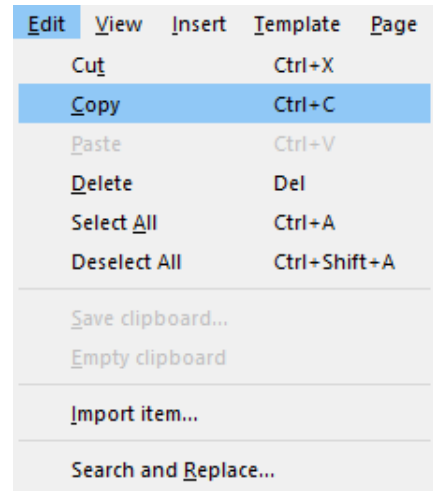 Edit View Insert Template Page
Cut Ctrl+X
Copy Ctrl+C
Paste Ctrl+V
Delete Del
Select All Ctrl+A
Deselect All Ctrl+Shift+A
Save clipboard...
Empty clipboard
Import item...
Search and Replace...